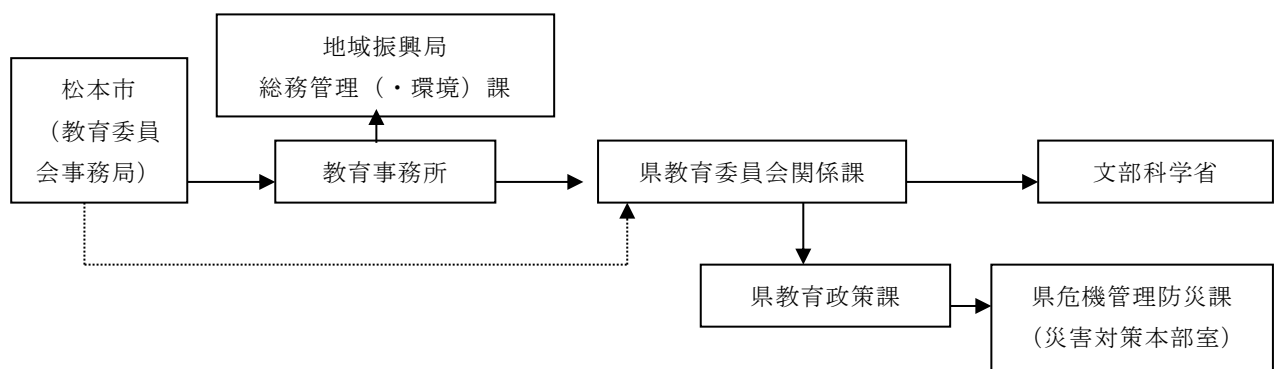 地域振興局
総務管理（・環境）課
松本市
（教育委員
会事務局）
教育事務所
県教育委員会関係課
文部科学省
県教育政策課
県危機管理防災課
（災害対策本部室）